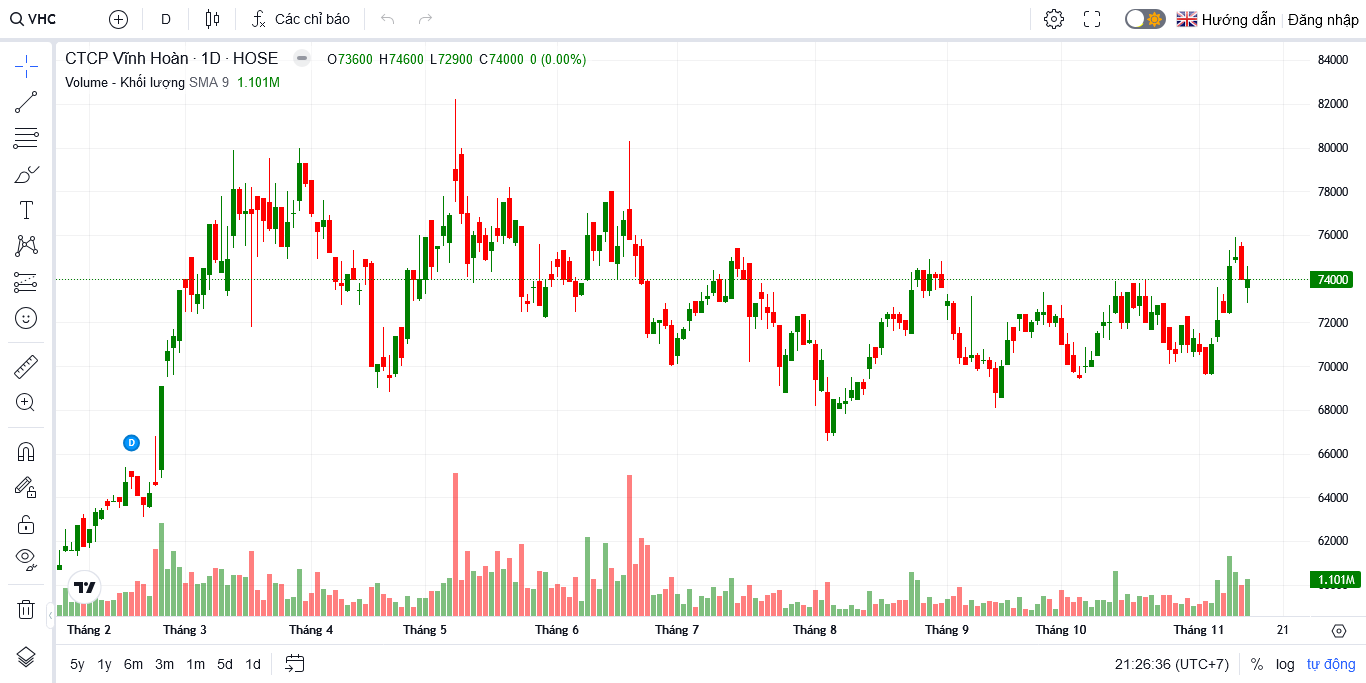 VHC D Các chỉ báo Hướng dẫn Đăng nhập
CTCP Vĩnh Hoàn · 1D · HOSE O73600 H74600 L72900 C74000 0 (0.00%)
Volume - Khối lượng SMA 9 1.101M
84000
82000
80000
78000
76000
74000
72000
70000
68000
66000
64000
62000
1.101M
D
Tháng 2 Tháng 3 Tháng 4 Tháng 5 Tháng 6 Tháng 7 Tháng 8 Tháng 9 Tháng 10 Tháng 11 21
5y 1y 6m 3m 1m 5d 1d 21:26:36 (UTC+7) % log tự động